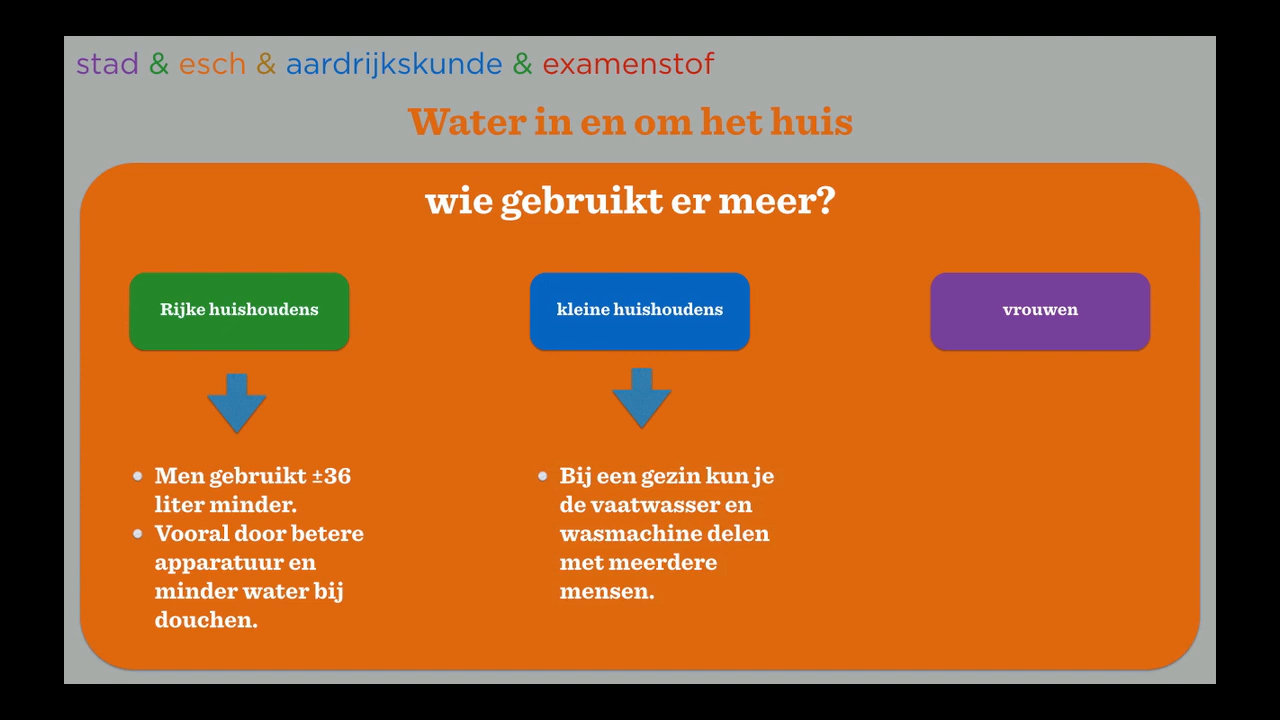 stad & esch & aardrijkskunde & examenstof
Water in en om het huis
wie gebruikt er meer?
Rijke huishoudens
kleine huishoudens
vrouwen
Men gebruikt ±36
liter minder.
Vooral door betere
apparatuur en
minder water bij
douchen.
Bij een gezin kun je
de vaatwasser en
wasmachine delen
met meerdere
mensen.